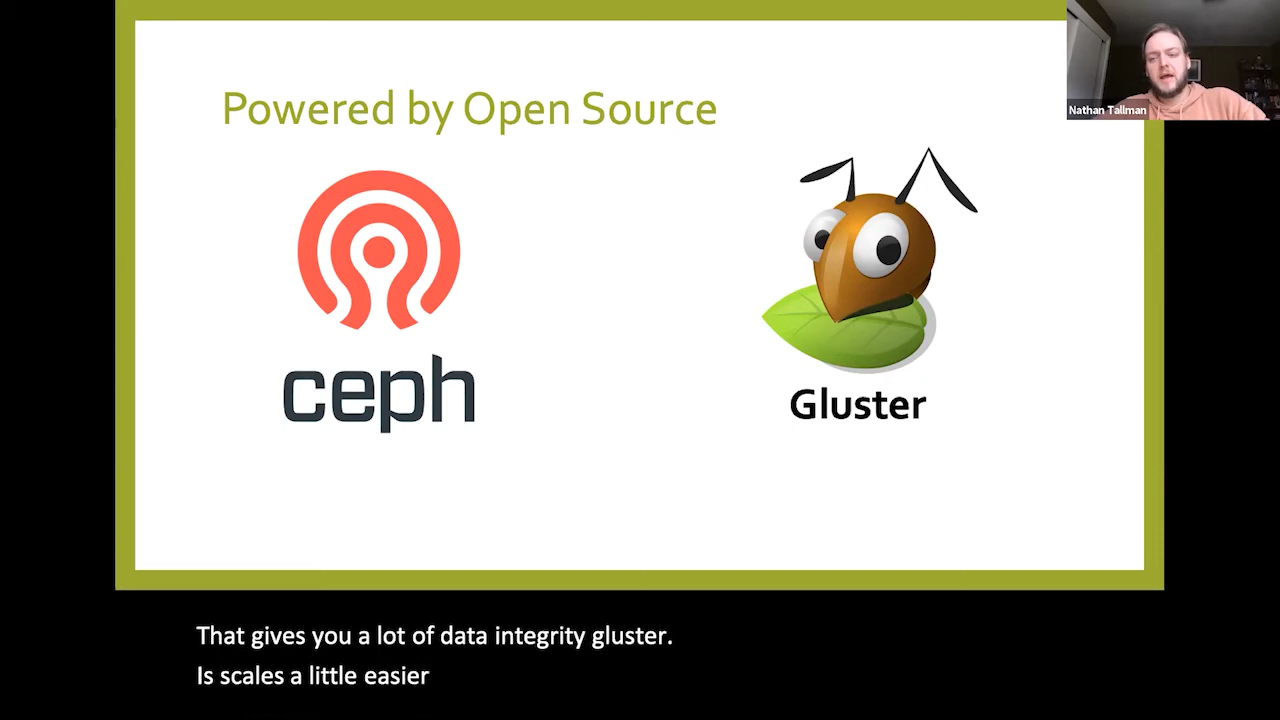 Powered by Open Source
Nathan Tallman
ceph
Gluster
That gives you a lot of data integrity gluster.
Is scales a little easier